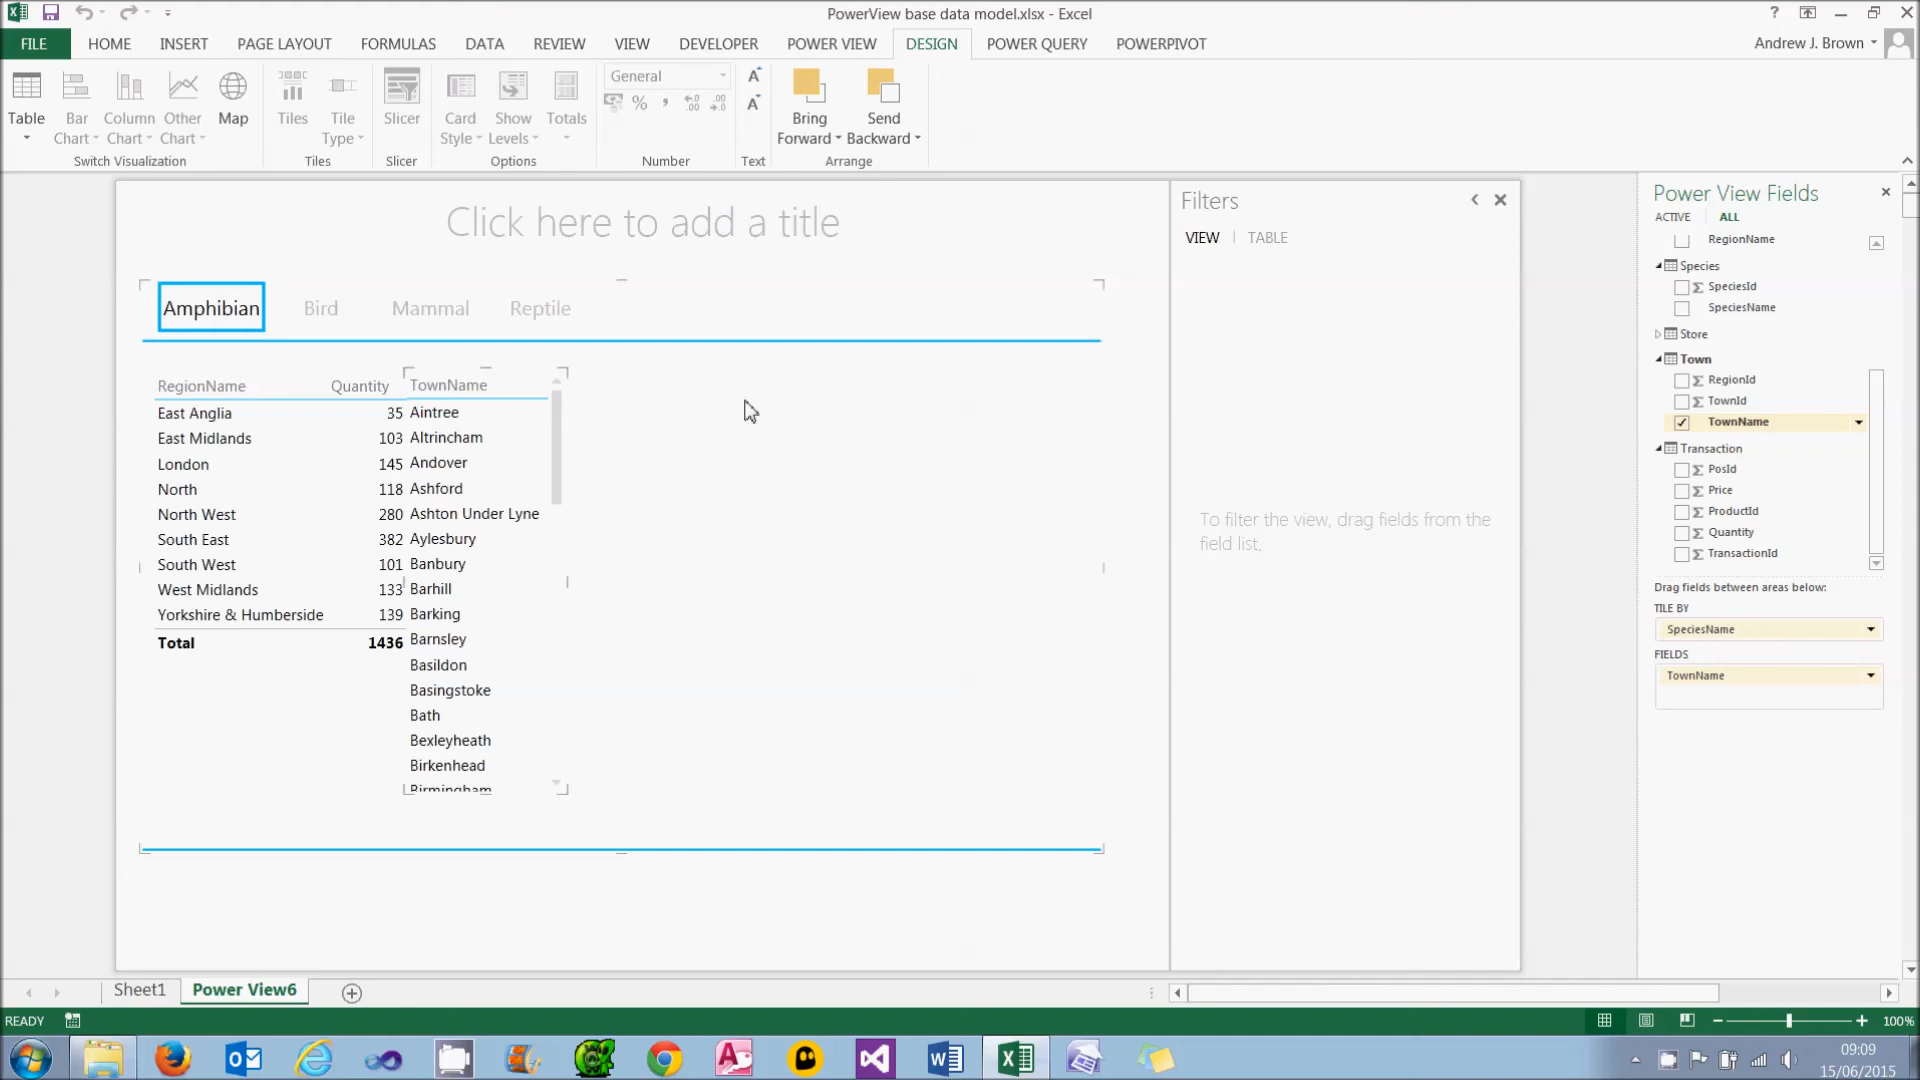 PowerView base data model.xlsx - Excel
?
FILE HOME INSERT PAGE LAYOUT FORMULAS DATA REVIEW VIEW DEVELOPER POWER VIEW DESIGN POWER QUERY POWERPIVOT
Andrew J. Brown
General
Table Bar Chart Column Chart Other Chart Map Tiles Tile Type Slicer Card Style Show Levels Totals
% , .00
A A
Bring Forward Send Backward
Switch Visualization Tiles Slicer Options Number Text Arrange
Click here to add a title
Amphibian Bird Mammal Reptile
RegionName Quantity
East Anglia 35
East Midlands 103
London 145
North 118
North West 280
South East 382
South West 101
West Midlands 133
Yorkshire & Humberside 139
Total 1436
TownName
Aintree
Altrincham
Andover
Ashford
Ashton Under Lyne
Aylesbury
Banbury
Barhill
Barking
Barnsley
Basildon
Basingstoke
Bath
Bexleyheath
Birkenhead
Birmingham
Filters
VIEW TABLE
To filter the view, drag fields from the
field list.
Power View Fields
ACTIVE ALL
RegionName
Species
Σ SpeciesId
SpeciesName
Store
Town
Σ RegionId
Σ TownId
TownName
Transaction
Σ PosId
Σ Price
Σ ProductId
Σ Quantity
Σ TransactionId
Drag fields between areas below:
TILE BY
SpeciesName
FIELDS
TownName
Sheet1 Power View6
READY
100%
09:09
15/06/2015